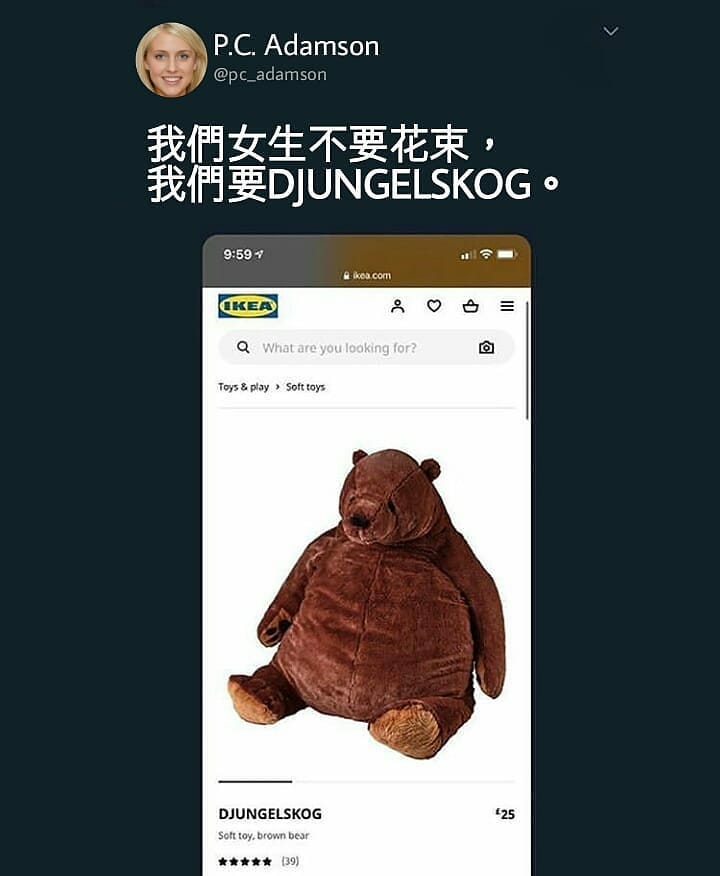 P.C. Adamson
@pc_adamson
我們女生不要花束，
我們要DJUNGELSKOG。
9:59
ikea.com
IKEA
What are you looking for?
Toys & play > Soft toys
DJUNGELSKOG £25
Soft toy, brown bear
★★★★★ (39)